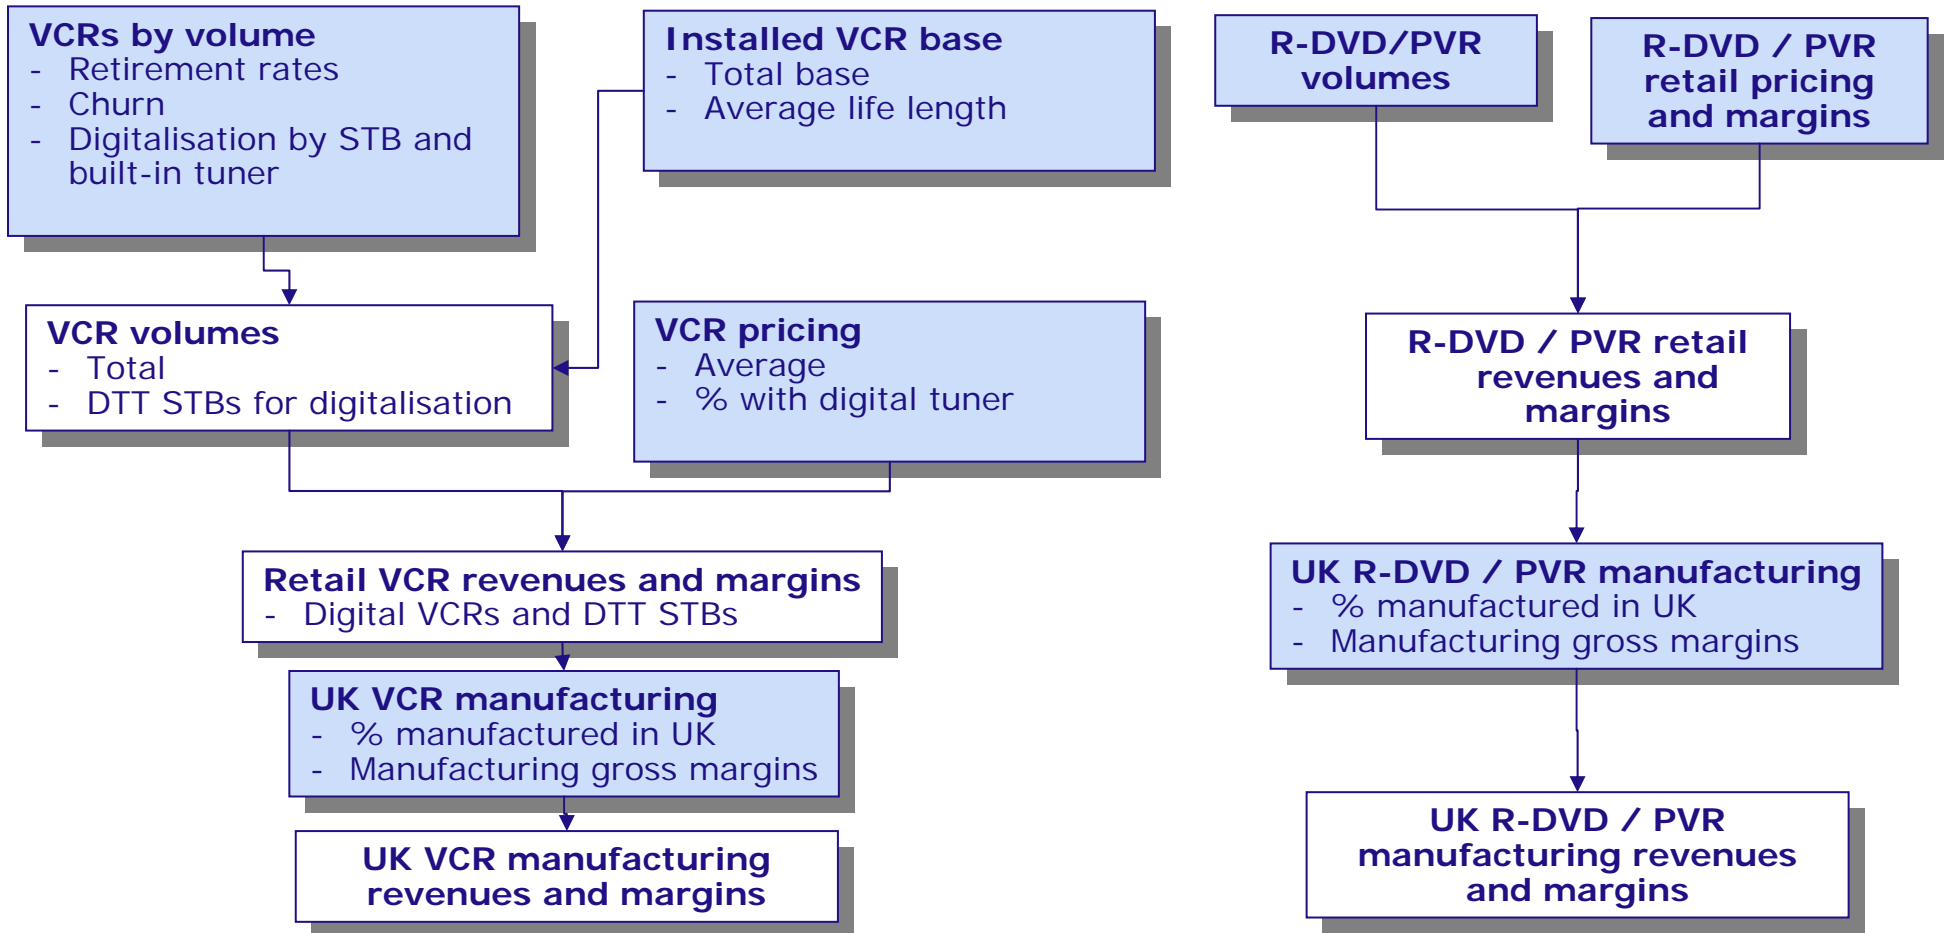 VCRs by volume
- Retirement rates
- Churn
- Digitalisation by STB and
built-in tuner
Installed VCR base
- Total base
- Average life length
R-DVD/PVR
volumes
R-DVD / PVR
retail pricing
and margins
VCR volumes
- Total
- DTT STBs for digitalisation
VCR pricing
- Average
- % with digital tuner
R-DVD / PVR retail
revenues and
margins
Retail VCR revenues and margins
- Digital VCRs and DTT STBs
UK R-DVD / PVR manufacturing
- % manufactured in UK
- Manufacturing gross margins
UK VCR manufacturing
- % manufactured in UK
- Manufacturing gross margins
UK VCR manufacturing
revenues and margins
UK R-DVD / PVR
manufacturing revenues
and margins